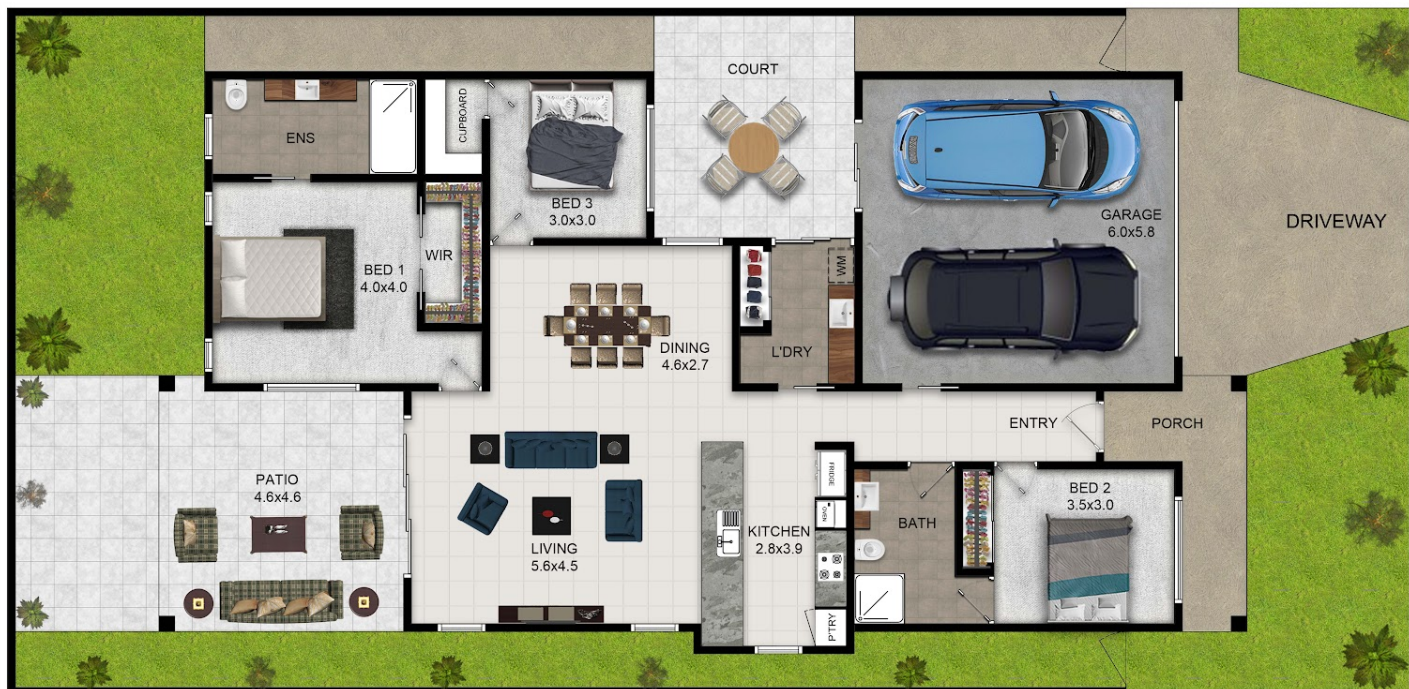 COURT
ENS
CUPBOARD
BED 3
3.0x3.0
GARAGE
6.0x5.8
DRIVEWAY
WIR
BED 1
4.0x4.0
WM
DINING
4.6x2.7
L'DRY
ENTRY
PORCH
PATIO
4.6x4.6
FRIDGE
OVEN
LIVING
5.6x4.5
KITCHEN
2.8x3.9
BATH
BED 2
3.5x3.0
P'TRY